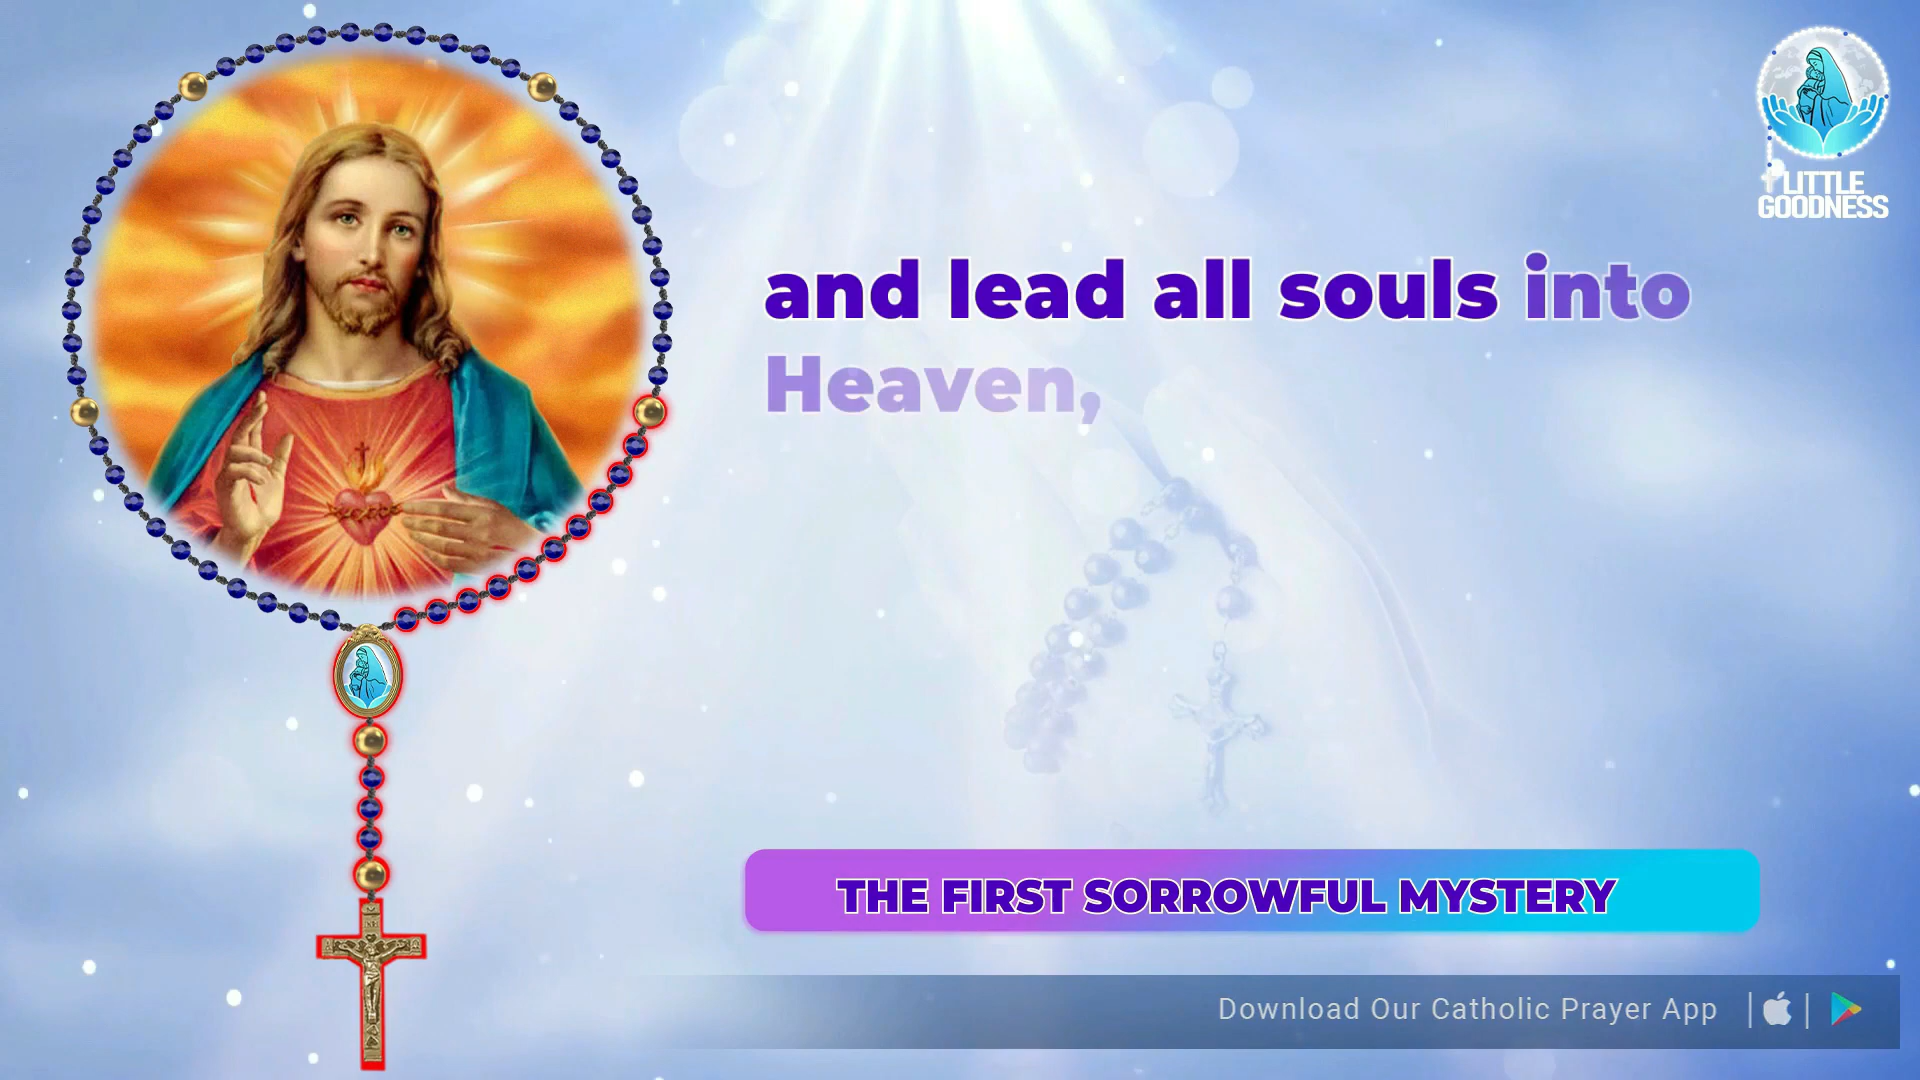 LITTLE
GOODNESS
and lead all souls into
Heaven,
THE FIRST SORROWFUL MYSTERY
Download Our Catholic Prayer App